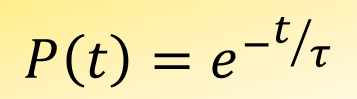 P(t) = e^{-t/τ}